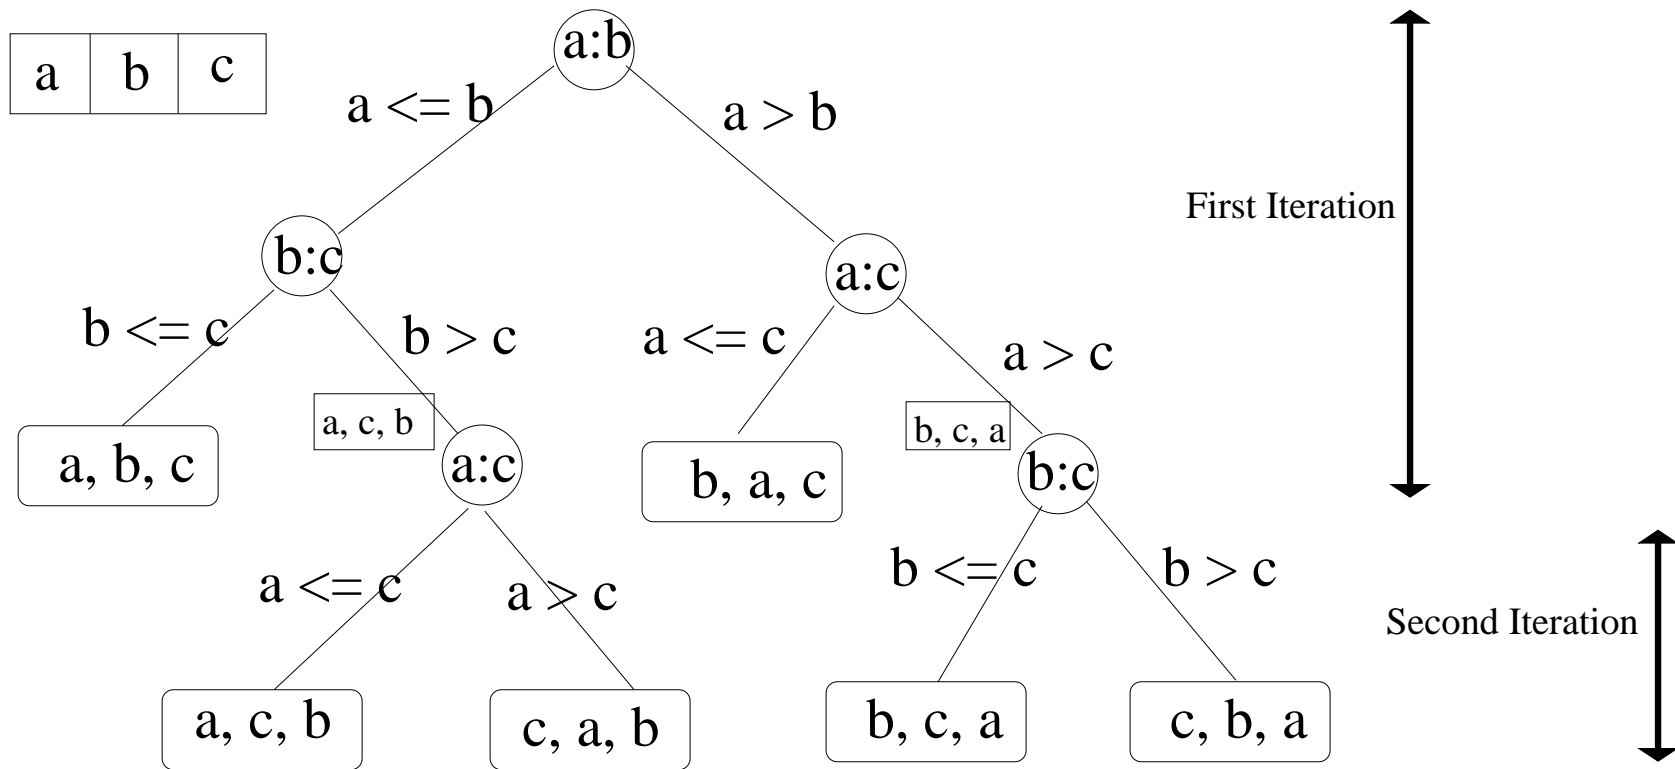 a b c
a:b
a <= b
a > b
First Iteration
b:c
a:c
b <= c
b > c
a <= c
a > c
a, c, b
b, c, a
a, b, c
a:c
b, a, c
b:c
a <= c
a > c
b <= c
b > c
Second Iteration
a, c, b
c, a, b
b, c, a
c, b, a